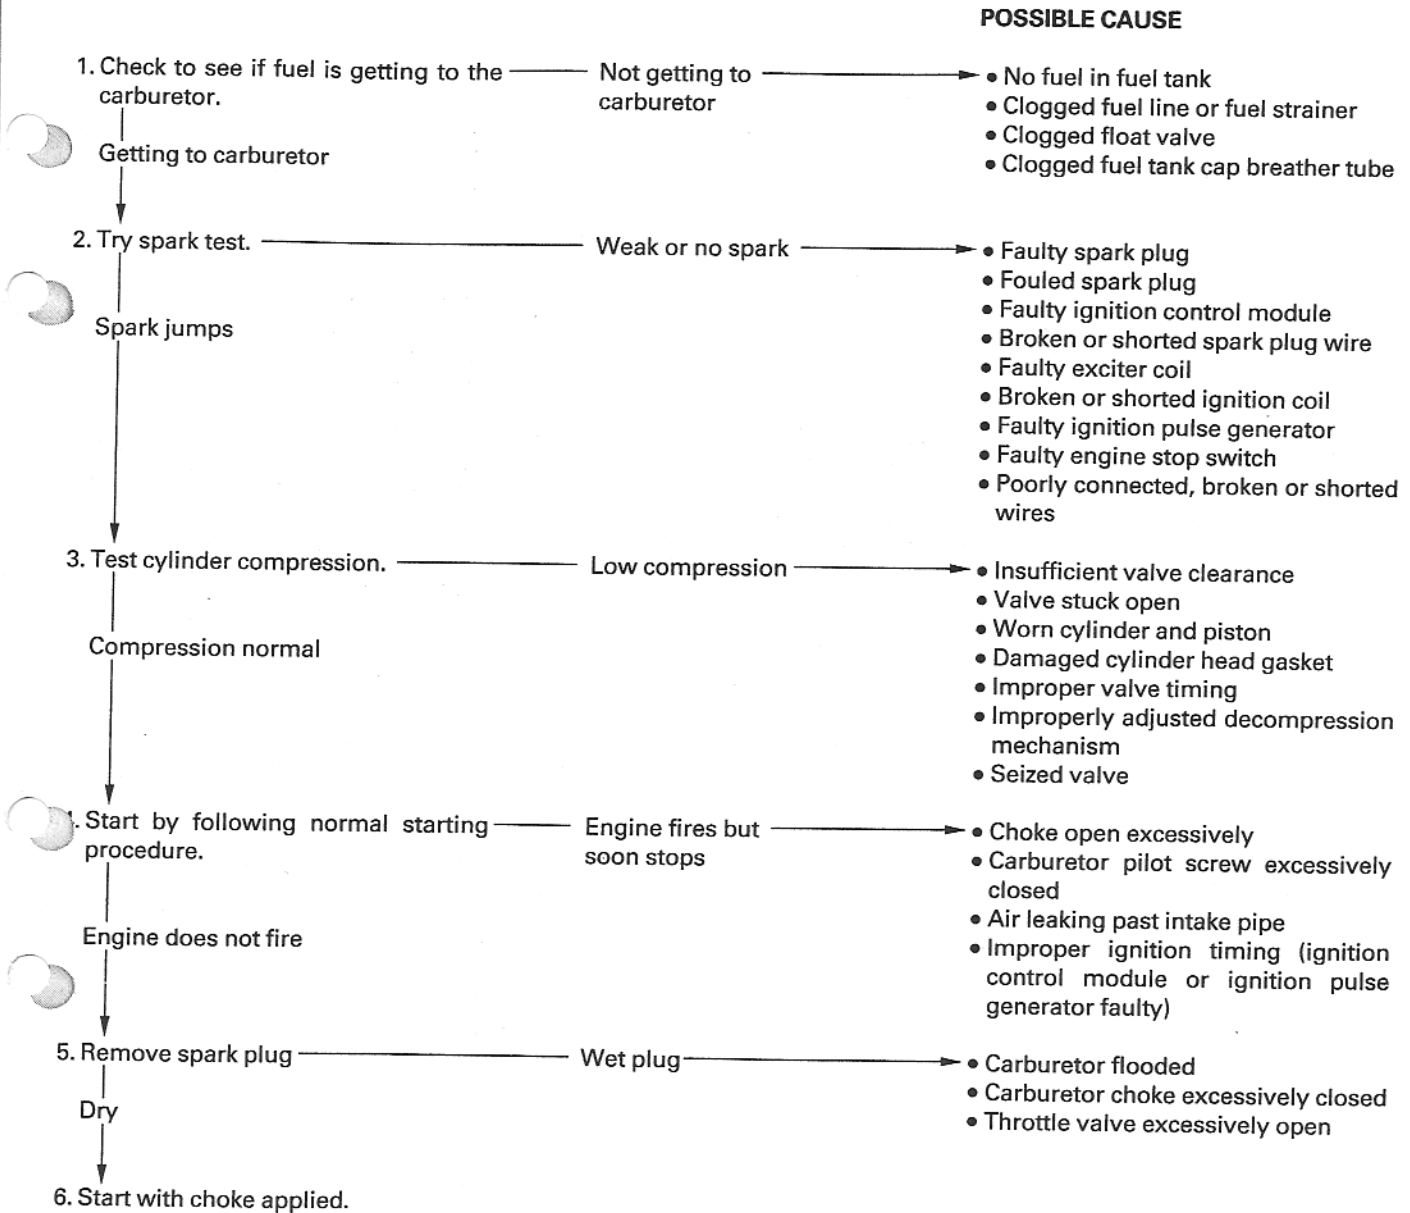 POSSIBLE CAUSE
1. Check to see if fuel is getting to the
carburetor.
Not getting to
carburetor
• No fuel in fuel tank
• Clogged fuel line or fuel strainer
• Clogged float valve
• Clogged fuel tank cap breather tube
Getting to carburetor
2. Try spark test.
Weak or no spark
• Faulty spark plug
• Fouled spark plug
• Faulty ignition control module
• Broken or shorted spark plug wire
• Faulty exciter coil
• Broken or shorted ignition coil
• Faulty ignition pulse generator
• Faulty engine stop switch
• Poorly connected, broken or shorted
wires
Spark jumps
3. Test cylinder compression.
Low compression
• Insufficient valve clearance
• Valve stuck open
• Worn cylinder and piston
• Damaged cylinder head gasket
• Improper valve timing
• Improperly adjusted decompression
mechanism
• Seized valve
Compression normal
. Start by following normal starting
procedure.
Engine fires but
soon stops
• Choke open excessively
• Carburetor pilot screw excessively
closed
• Air leaking past intake pipe
• Improper ignition timing (ignition
control module or ignition pulse
generator faulty)
Engine does not fire
5. Remove spark plug
Wet plug
• Carburetor flooded
• Carburetor choke excessively closed
• Throttle valve excessively open
Dry
6. Start with choke applied.